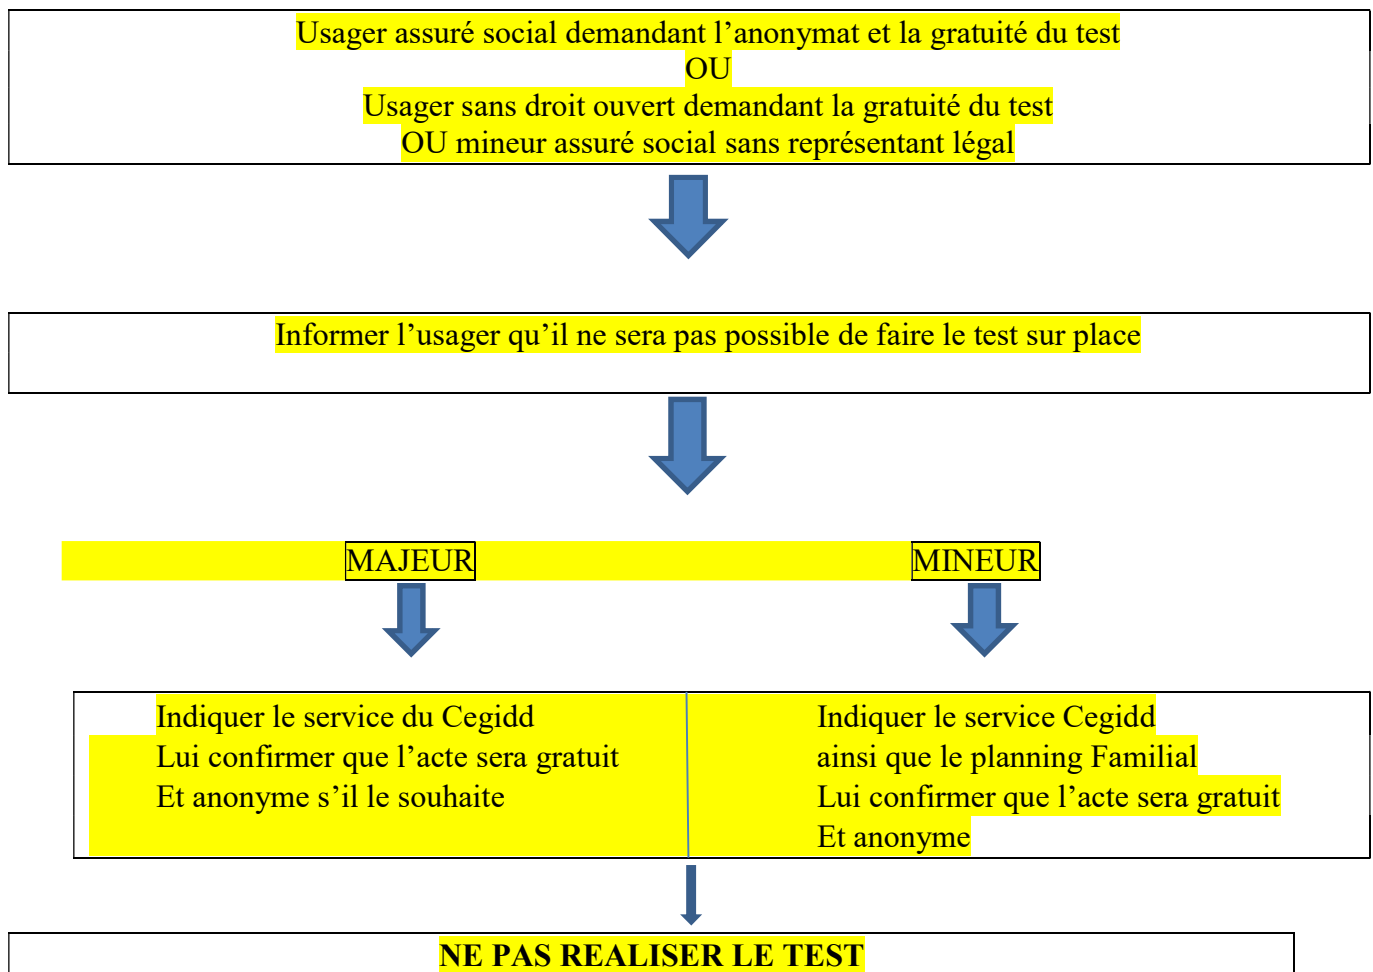 Usager assuré social demandant l’anonymat et la gratuité du test
OU
Usager sans droit ouvert demandant la gratuité du test
OU mineur assuré social sans représentant légal
Informer l’usager qu’il ne sera pas possible de faire le test sur place
MAJEUR
MINEUR
Indiquer le service du Cegidd
Lui confirmer que l’acte sera gratuit
Et anonyme s’il le souhaite
Indiquer le service Cegidd
ainsi que le planning Familial
Lui confirmer que l’acte sera gratuit
Et anonyme
NE PAS REALISER LE TEST